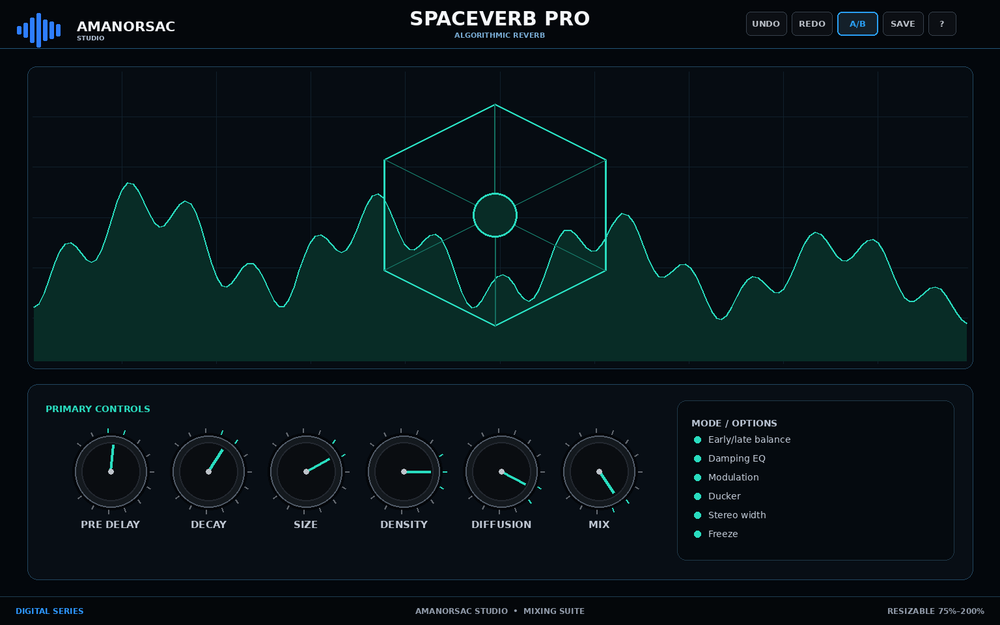 AMANORSAC
STUDIO
SPACEVERB PRO
ALGORITHMIC REVERB
UNDO
REDO
A/B
SAVE
?
PRIMARY CONTROLS
PRE DELAY
DECAY
SIZE
DENSITY
DIFFUSION
MIX
MODE / OPTIONS
Early/late balance
Damping EQ
Modulation
Ducker
Stereo width
Freeze
DIGITAL SERIES
AMANORSAC STUDIO • MIXING SUITE
RESIZABLE 75%–200%